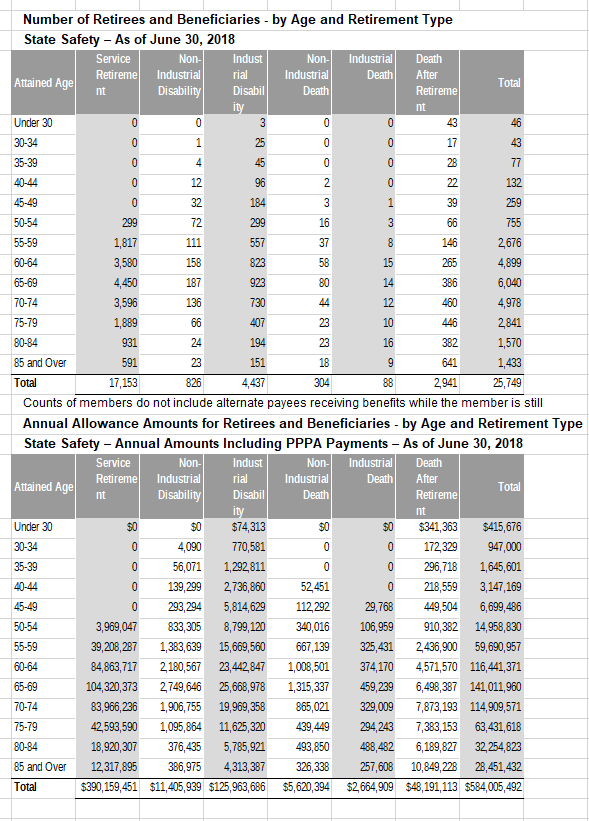 Number of Retirees and Beneficiaries - by Age and Retirement Type
State Safety – As of June 30, 2018
Attained Age Service Retireme nt Non- Industrial Disability Indust rial Disabil ity Non- Industrial Death Industrial Death Death After Retireme nt Total
Under 30 0 0 3 0 0 43 46
30-34 0 1 25 0 0 17 43
35-39 0 4 45 0 0 28 77
40-44 0 12 96 2 0 22 132
45-49 0 32 184 3 1 39 259
50-54 299 72 299 16 3 66 755
55-59 1,817 111 557 37 8 146 2,676
60-64 3,580 158 823 58 15 265 4,899
65-69 4,450 187 923 80 14 386 6,040
70-74 3,596 136 730 44 12 460 4,978
75-79 1,889 66 407 23 10 446 2,841
80-84 931 24 194 23 16 382 1,570
85 and Over 591 23 151 18 9 641 1,433
Total 17,153 826 4,437 304 88 2,941 25,749
Counts of members do not include alternate payees receiving benefits while the member is still
Annual Allowance Amounts for Retirees and Beneficiaries - by Age and Retirement Type
State Safety – Annual Amounts Including PPPA Payments – As of June 30, 2018
Attained Age Service Retireme nt Non- Industrial Disability Indust rial Disabil ity Non- Industrial Death Industrial Death Death After Retireme nt Total
Under 30 $0 $0 $74,313 $0 $0 $341,363 $415,676
30-34 0 4,090 770,581 0 0 172,329 947,000
35-39 0 56,071 1,292,811 0 0 296,718 1,645,601
40-44 0 139,299 2,736,860 52,451 0 218,559 3,147,169
45-49 0 293,294 5,814,629 112,292 29,768 449,504 6,699,486
50-54 3,969,047 833,305 8,799,120 340,016 106,959 910,382 14,958,830
55-59 39,208,287 1,383,639 15,669,560 667,139 325,431 2,436,900 59,690,957
60-64 84,863,717 2,180,567 23,442,847 1,008,501 374,170 4,571,570 116,441,371
65-69 104,320,373 2,749,646 25,668,978 1,315,337 459,239 6,498,387 141,011,960
70-74 83,966,236 1,906,755 19,969,358 865,021 329,009 7,873,193 114,909,571
75-79 42,593,590 1,095,864 11,625,320 439,449 294,243 7,383,153 63,431,618
80-84 18,920,307 376,435 5,785,921 493,850 488,482 6,189,827 32,254,823
85 and Over 12,317,895 386,975 4,313,387 326,338 257,608 10,849,228 28,451,432
Total $390,159,451 $11,405,939 $125,963,686 $5,620,394 $2,664,909 $48,191,113 $584,005,492